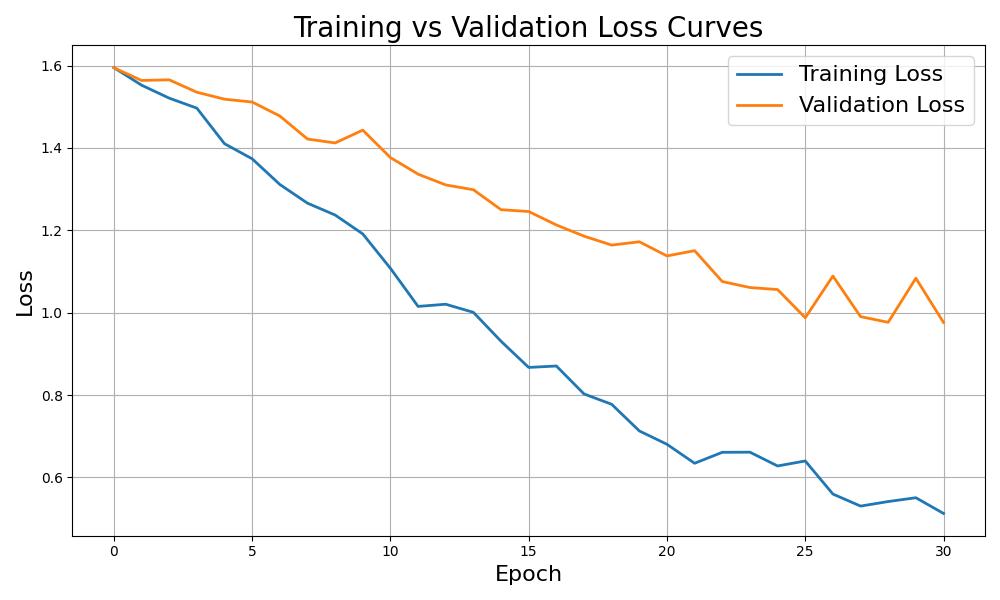 Training vs Validation Loss Curves
Training Loss
Validation Loss
Loss
1.6
1.4
1.2
1.0
0.8
0.6
0 5 10 15 20 25 30
Epoch